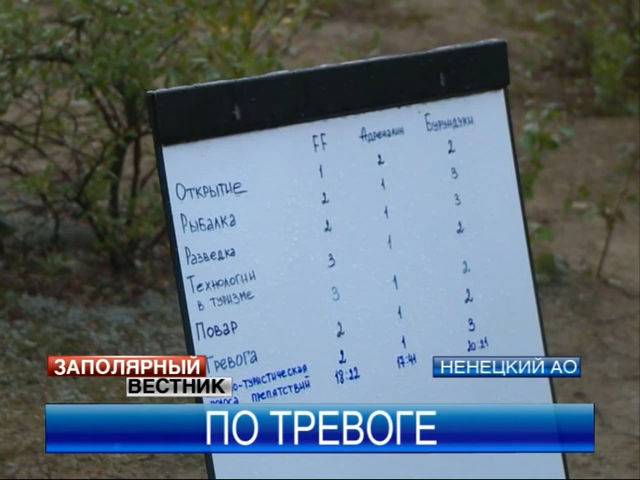 FF Адреналин Бурундуки
Открытие 1 2 2
Рыбалка 2 1 3
Разведка 2 1 3
Технологии 3 1 2
в туризме 3 1 2
Повар 2 1 2
Тревога 2 1 3
-туристическая 18:22 17:41 20:21
полоса препятствий
ЗАПОЛЯРНЫЙ
ВЕСТНИК
НЕНЕЦКИЙ АО
ПО ТРЕВОГЕ